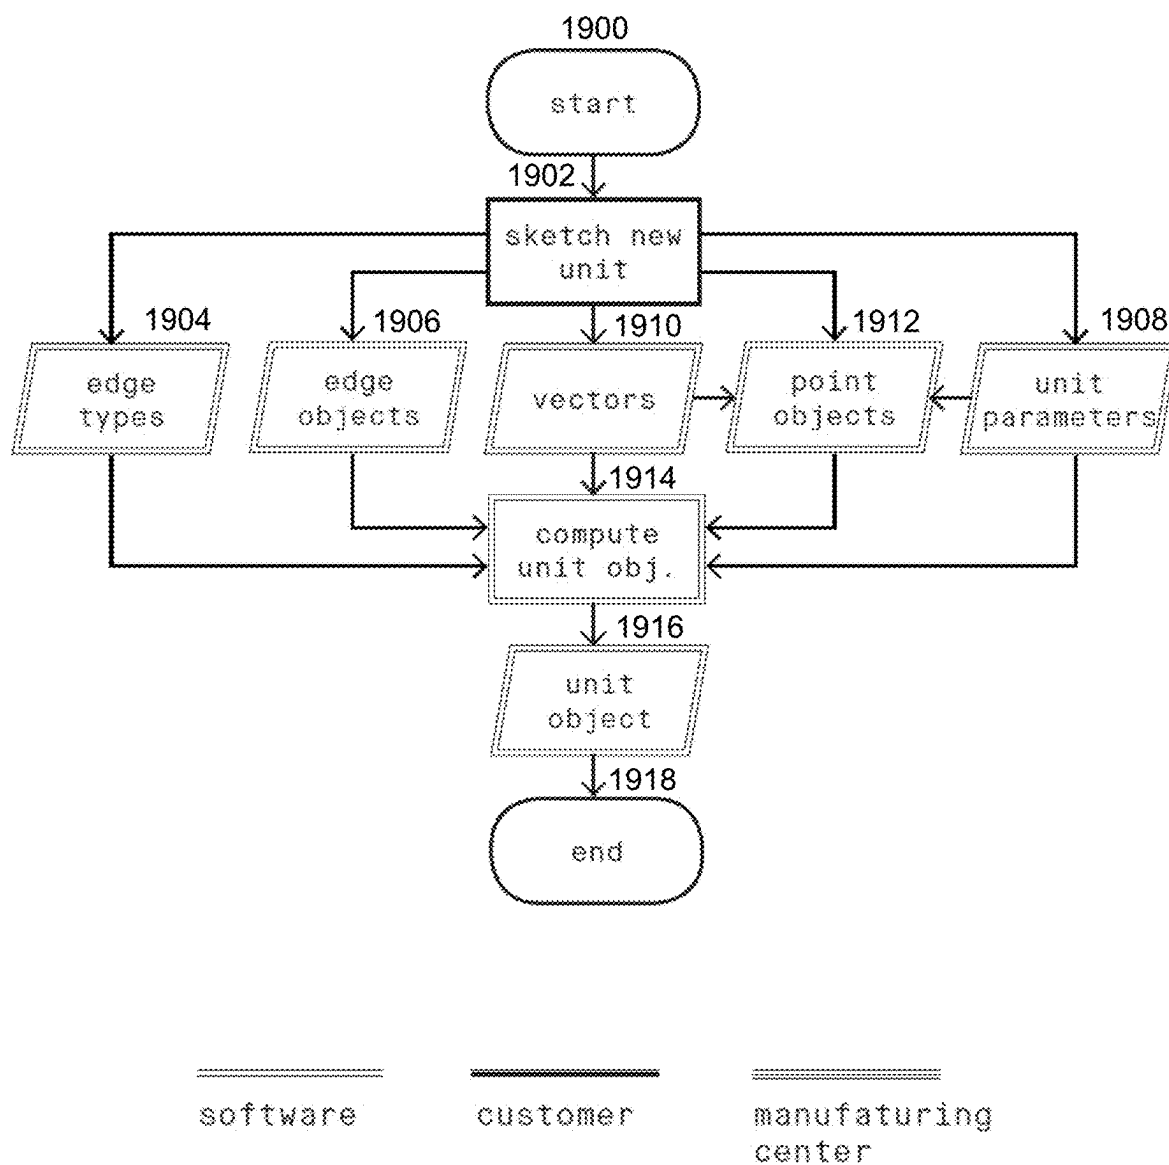 1900
start
1902
sketch new
unit
1904
1906
1910
1912
1908
edge
types
edge
objects
vectors
point
objects
unit
parameters
1914
compute
unit obj.
1916
unit
object
1918
end
software
customer
manufaturing
center